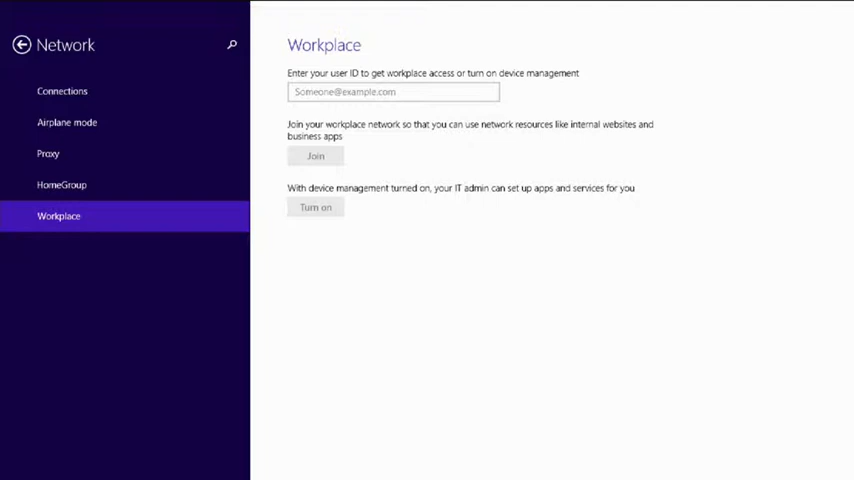 Network
Connections
Airplane mode
Proxy
HomeGroup
Workplace
Workplace
Enter your user ID to get workplace access or turn on device management
Someone@example.com
Join your workplace network so that you can use network resources like internal websites and
business apps
Join
With device management turned on, your IT admin can set up apps and services for you
Turn on